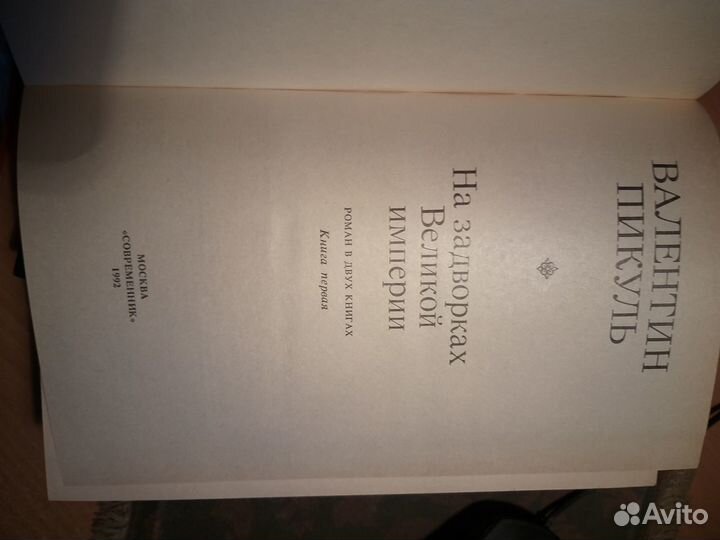 ВАЛЕНТИН
ПИКУЛЬ
На задворках
Великой
империи
РОМАН В ДВУХ КНИГАХ
Книга первая
МОСКВА
«СОВРЕМЕННИК»
1992
Avito